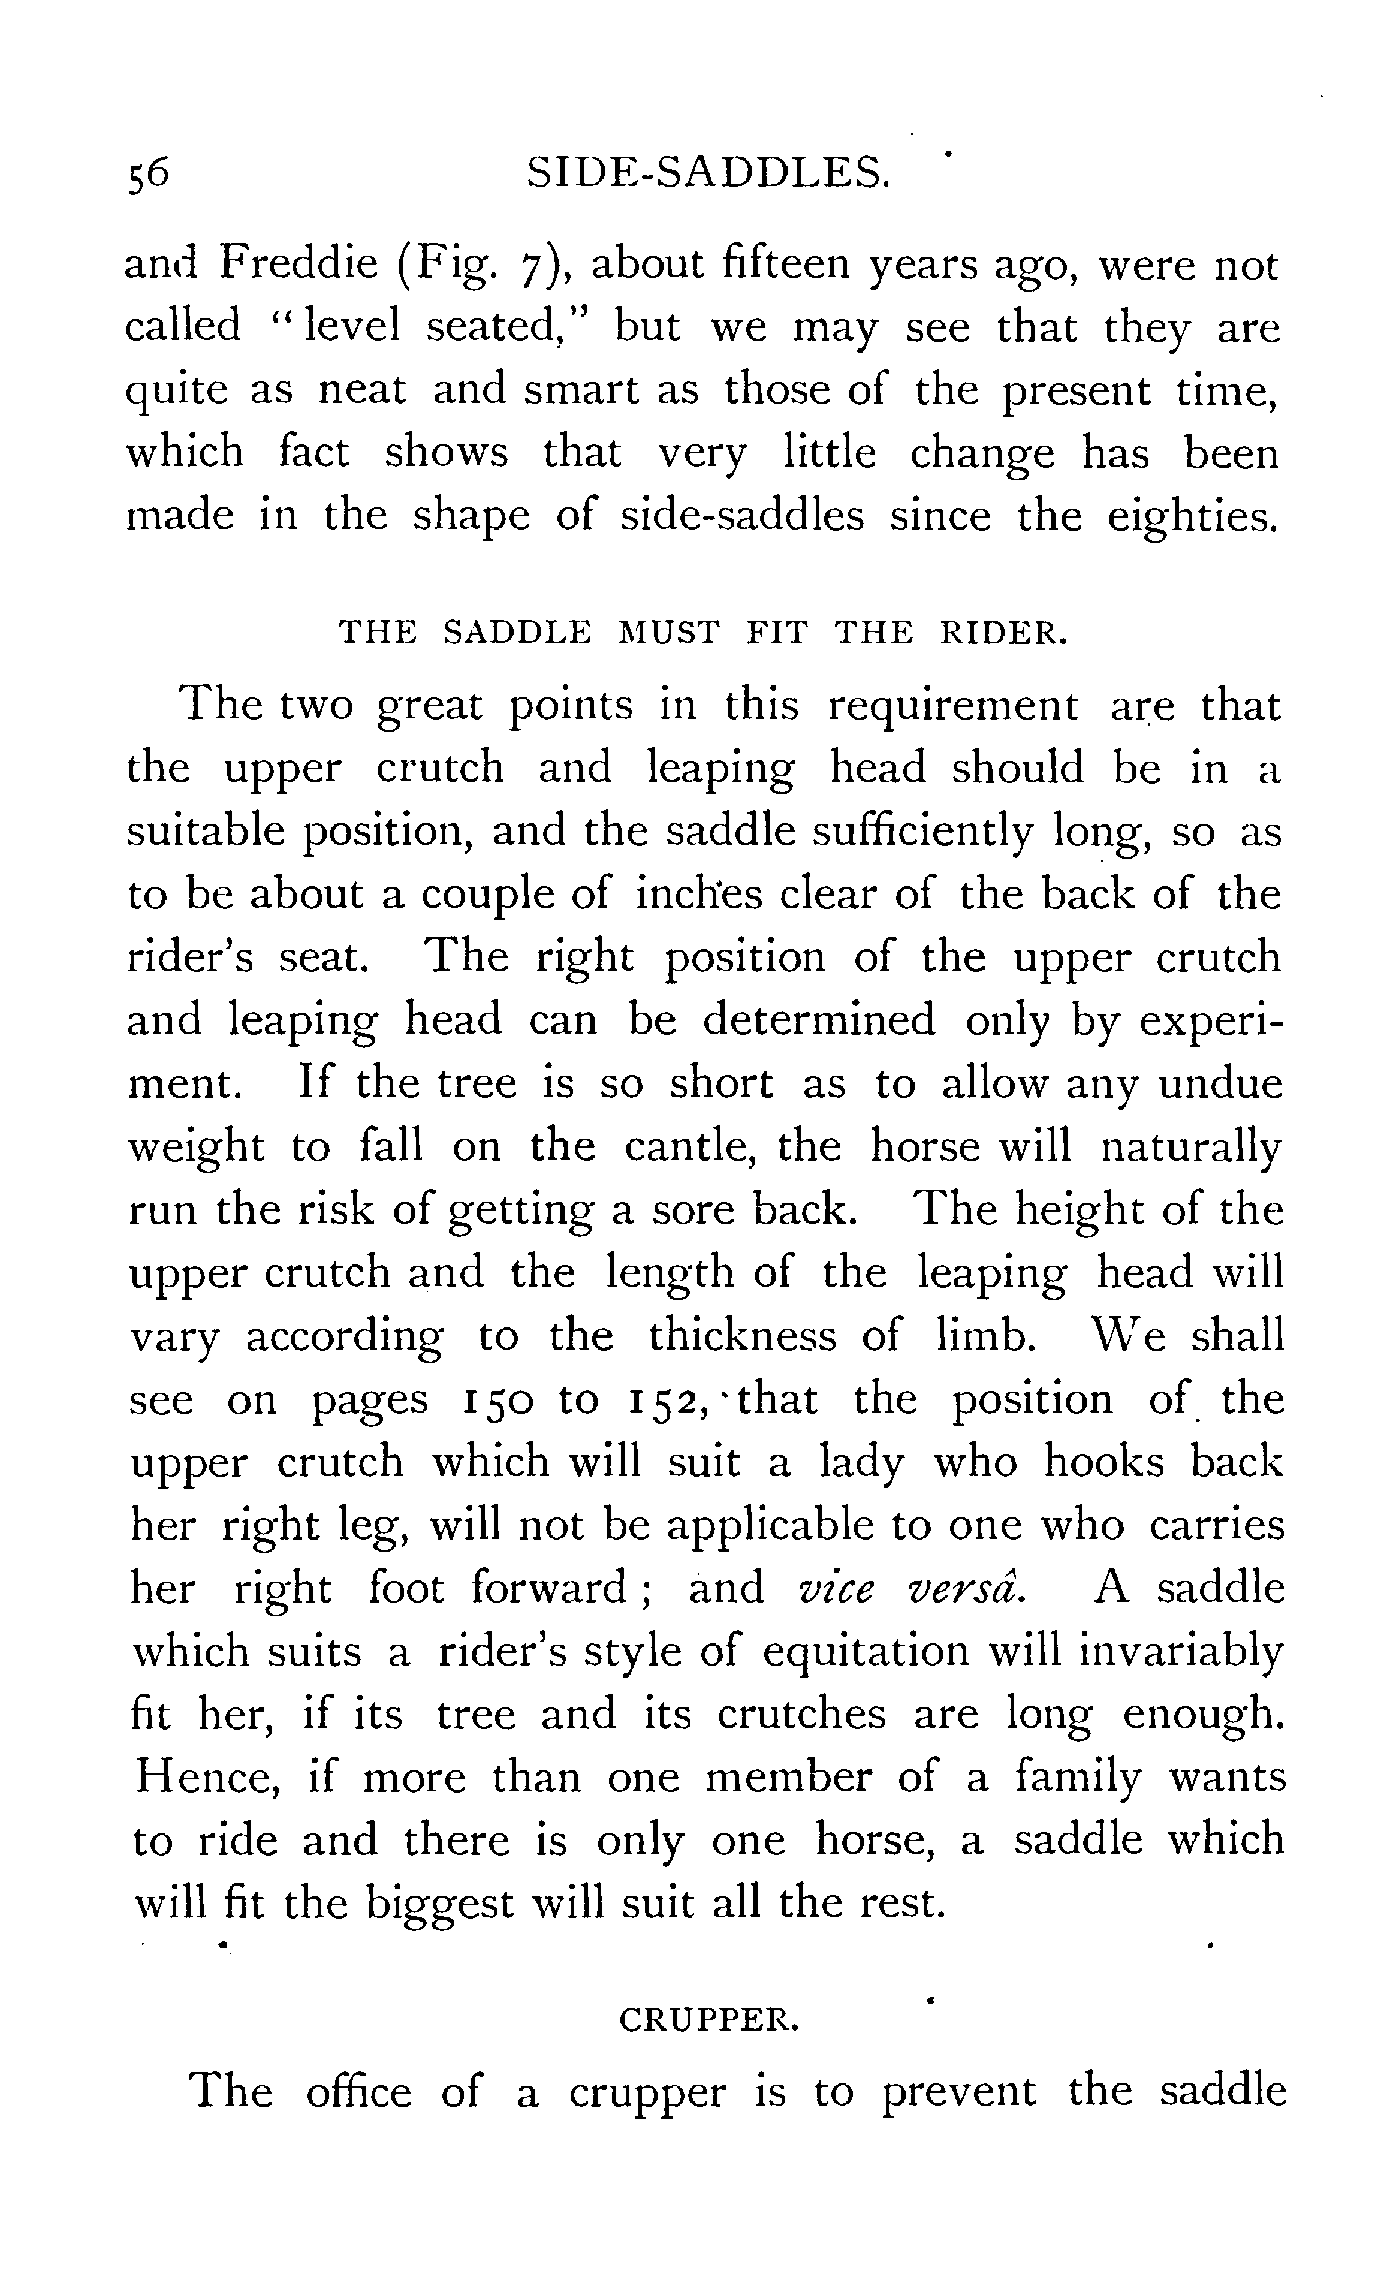 56 SIDE-SADDLES.
and Freddie (Fig. 7), about fifteen years ago, were not
called "level seated," but we may see that they are
quite as neat and smart as those of the present time,
which fact shows that very little change has been
made in the shape of side-saddles since the eighties.
THE SADDLE MUST FIT THE RIDER.
The two great points in this requirement are that
the upper crutch and leaping head should be in a
suitable position, and the saddle sufficiently long, so as
to be about a couple of inches clear of the back of the
rider's seat. The right position of the upper crutch
and leaping head can be determined only by experi-
ment. If the tree is so short as to allow any undue
weight to fall on the cantle, the horse will naturally
run the risk of getting a sore back. The height of the
upper crutch and the length of the leaping head will
vary according to the thickness of limb. We shall
see on pages 150 to 152, that the position of the
upper crutch which will suit a lady who hooks back
her right leg, will not be applicable to one who carries
her right foot forward ; and vice versâ. A saddle
which suits a rider's style of equitation will invariably
fit her, if its tree and its crutches are long enough.
Hence, if more than one member of a family wants
to ride and there is only one horse, a saddle which
will fit the biggest will suit all the rest.
CRUPPER.
The office of a crupper is to prevent the saddle